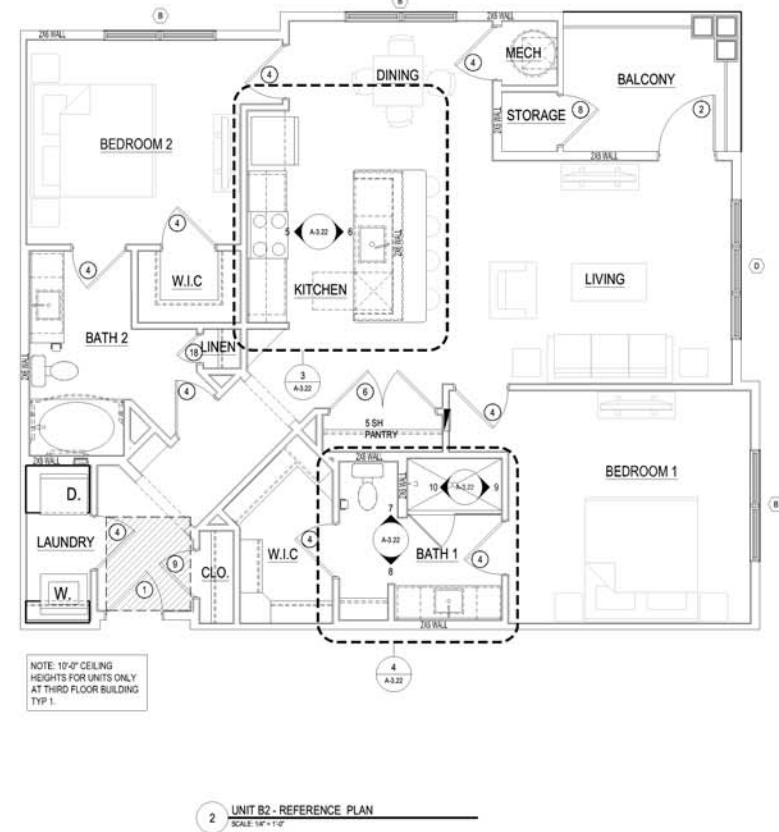 B
B
2X6 WALL
2X6 WALL
4
4
MECH
DINING
BALCONY
BEDROOM 2
STORAGE
8
2
2X6 WALL
2X6 WALL
5
A-3.22
6
2X6 WALL
4
4
W.I.C
KITCHEN
LIVING
D
BATH 2
18
LINEN
2X6 WALL
3
A-3.22
4
6
4
5 SH
PANTRY
2X6 WALL
2X6 WALL
2X6 WALL
BEDROOM 1
D.
10
A-3.22
9
B
7
A-3.22
8
LAUNDRY
4
9
W.I.C
4
BATH 1
4
CLO.
W.
1
2X6 WALL
4
A-3.22
NOTE: 10'-0" CEILING
HEIGHTS FOR UNITS ONLY
AT THIRD FLOOR BUILDING
TYP 1.
2
UNIT B2 - REFERENCE PLAN
SCALE: 1/4" = 1'-0"